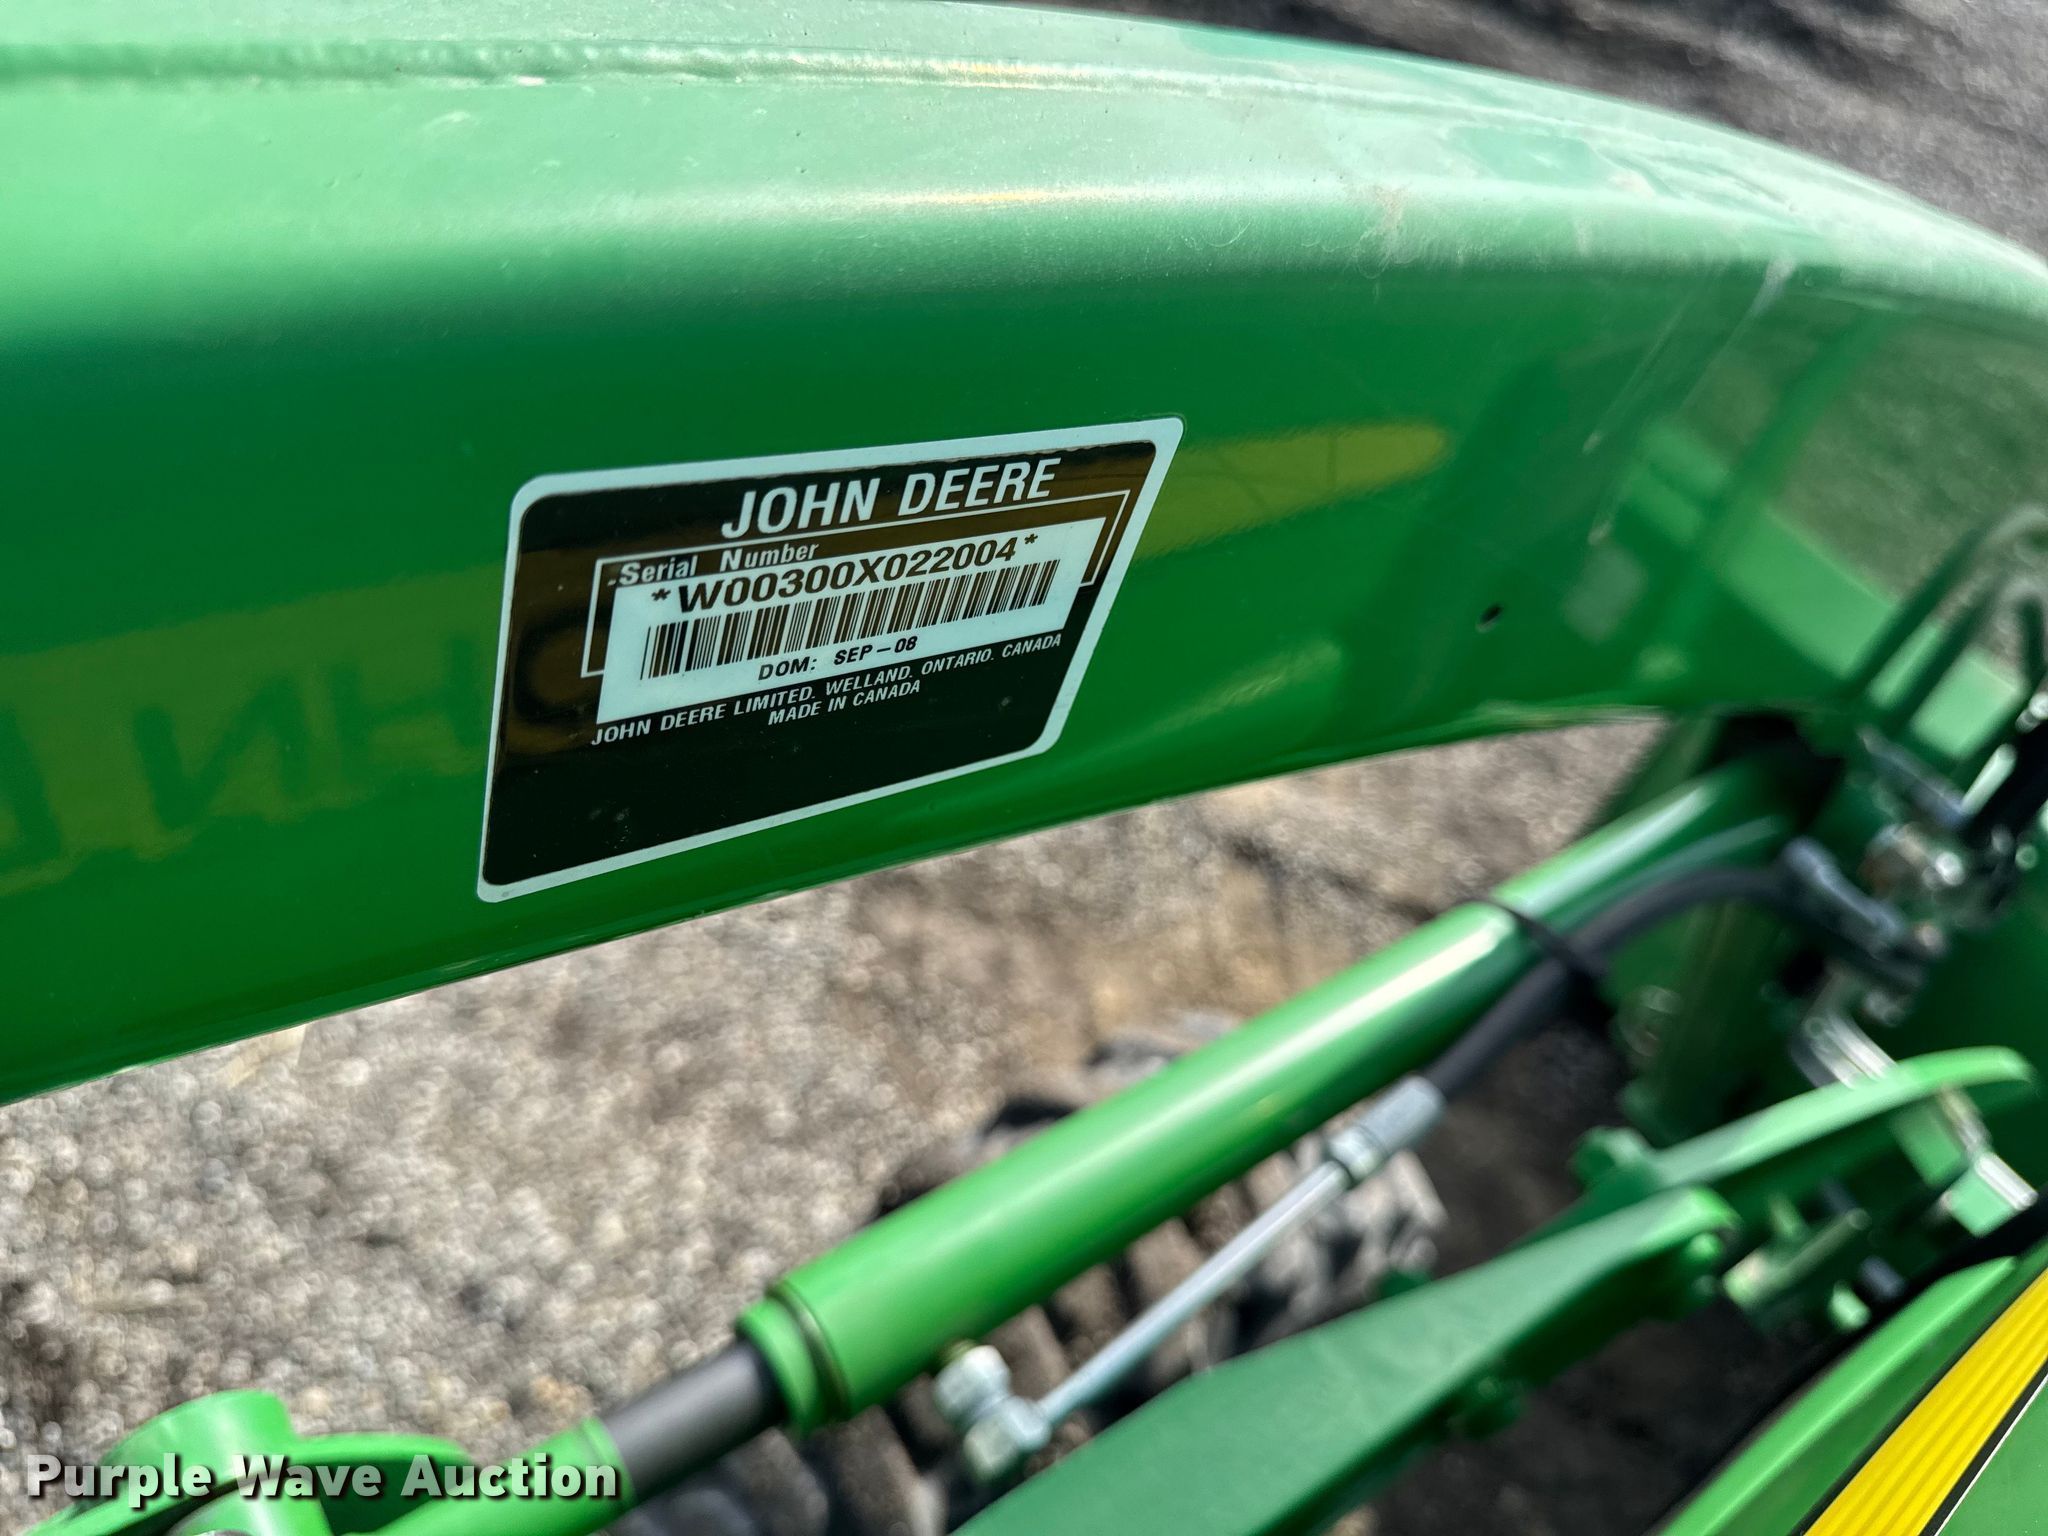 JOHN DEERE
Serial Number
*W00300X022004*
DOM: SEP-08
JOHN DEERE LIMITED. WELLAND. ONTARIO. CANADA
MADE IN CANADA
Purple Wave Auction